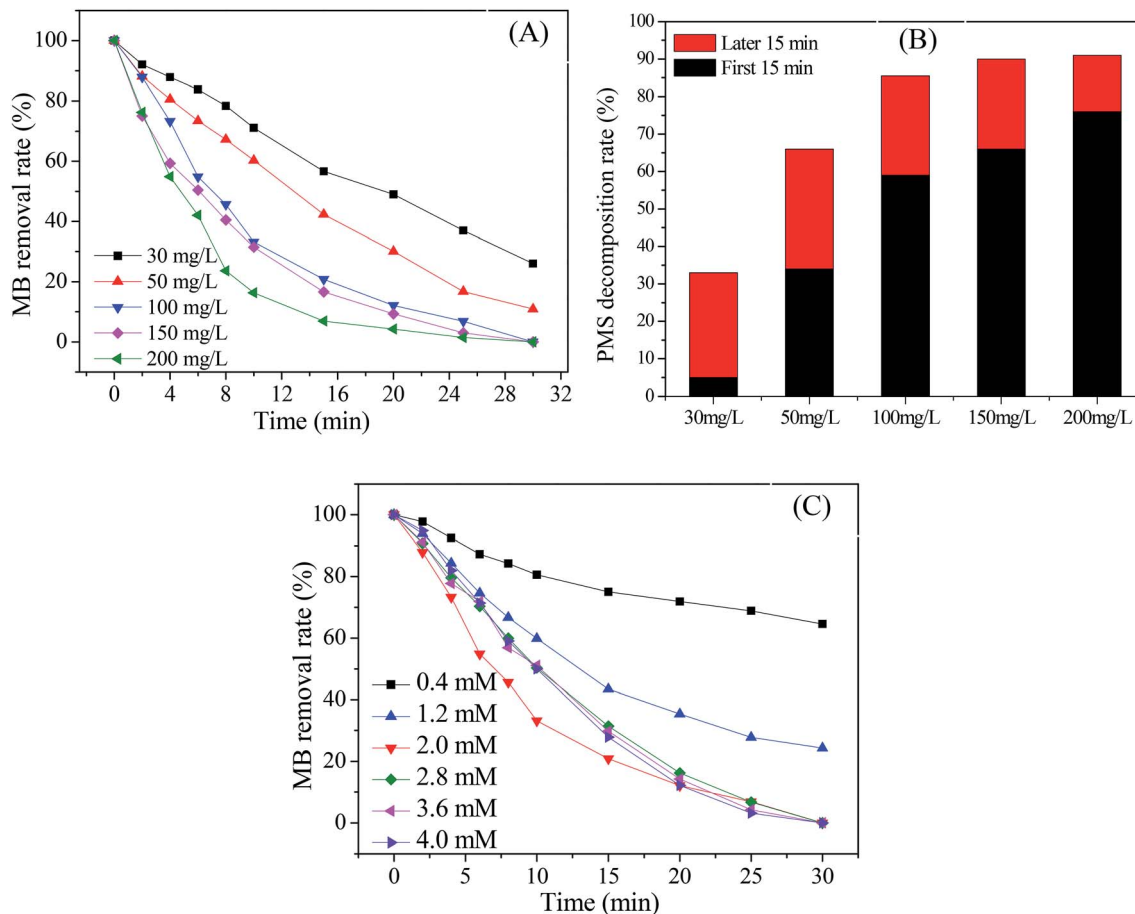 (A)
MB removal rate (%)
100
80
60
40
20
0
30 mg/L
50 mg/L
100 mg/L
150 mg/L
200 mg/L
0 4 8 12 16 20 24 28 32
Time (min)
(B)
PMS decomposition rate (%)
100
90
80
70
60
50
40
30
20
10
0
Later 15 min
First 15 min
30mg/L 50mg/L 100mg/L 150mg/L 200mg/L
(C)
MB removal rate (%)
100
80
60
40
20
0
0.4 mM
1.2 mM
2.0 mM
2.8 mM
3.6 mM
4.0 mM
0 5 10 15 20 25 30
Time (min)